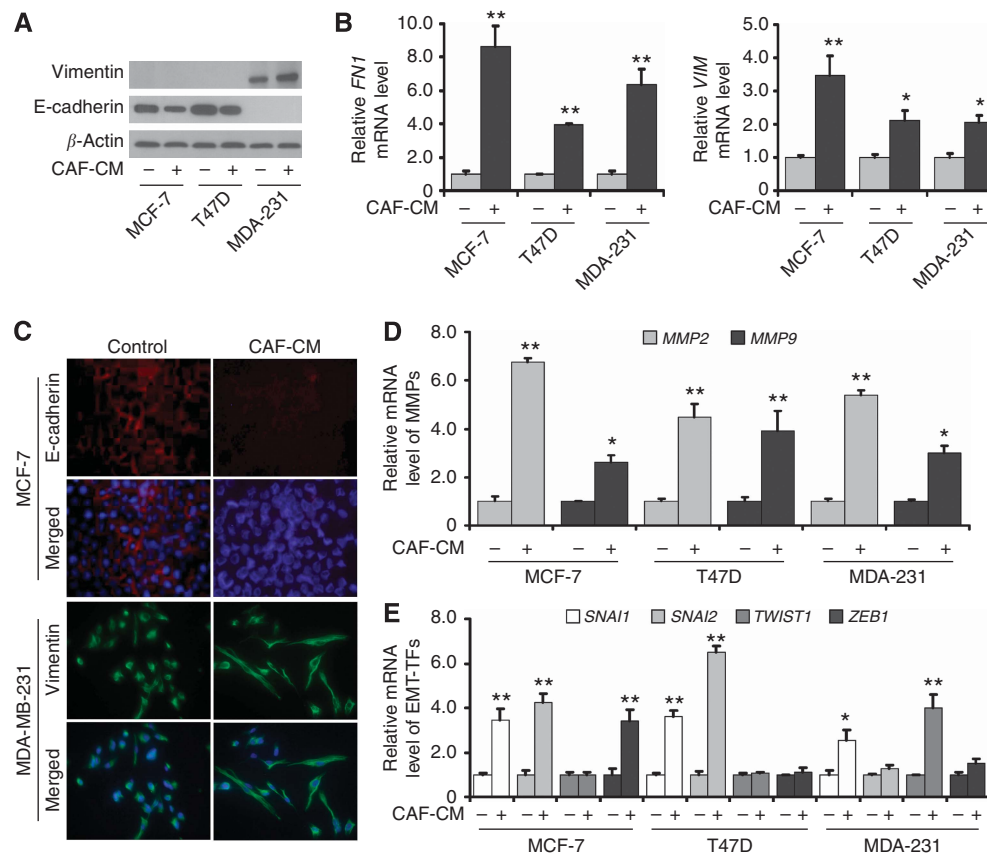 A
Vimentin
E-cadherin
β-Actin
CAF-CM – + – + – +
MCF-7 T47D MDA-231
B
Relative FN1 mRNA level
10.0
8.0
6.0
4.0
2.0
0
** ** **
CAF-CM – + – + – +
MCF-7 T47D MDA-231
Relative VIM mRNA level
5.0
4.0
3.0
2.0
1.0
0
** * *
CAF-CM – + – + – +
MCF-7 T47D MDA-231
C
Control CAF-CM
MCF-7
E-cadherin
Merged
MDA-MB-231
Vimentin
Merged
D
Relative mRNA level of MMPs
8.0
6.0
4.0
2.0
0
MMP2 MMP9
** * ** ** ** *
CAF-CM – + – + – + – + – + – +
MCF-7 T47D MDA-231
E
Relative mRNA level of EMT-TFs
8.0
6.0
4.0
2.0
0
SNAI1 SNAI2 TWIST1 ZEB1
** ** ** ** ** * **
CAF-CM – + – + – + – + – + – + – + – + – + – + – + – +
MCF-7 T47D MDA-231